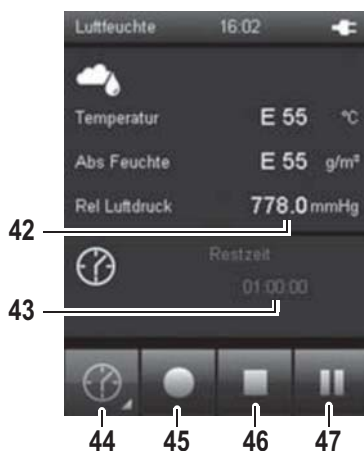 Luftfeuchte 16:02
Temperatur E 55 °C
Abs Feuchte E 55 g/m³
Rel Luftdruck 778.0 mmHg
42
Restzeit
43 01:00:00
44 45 46 47